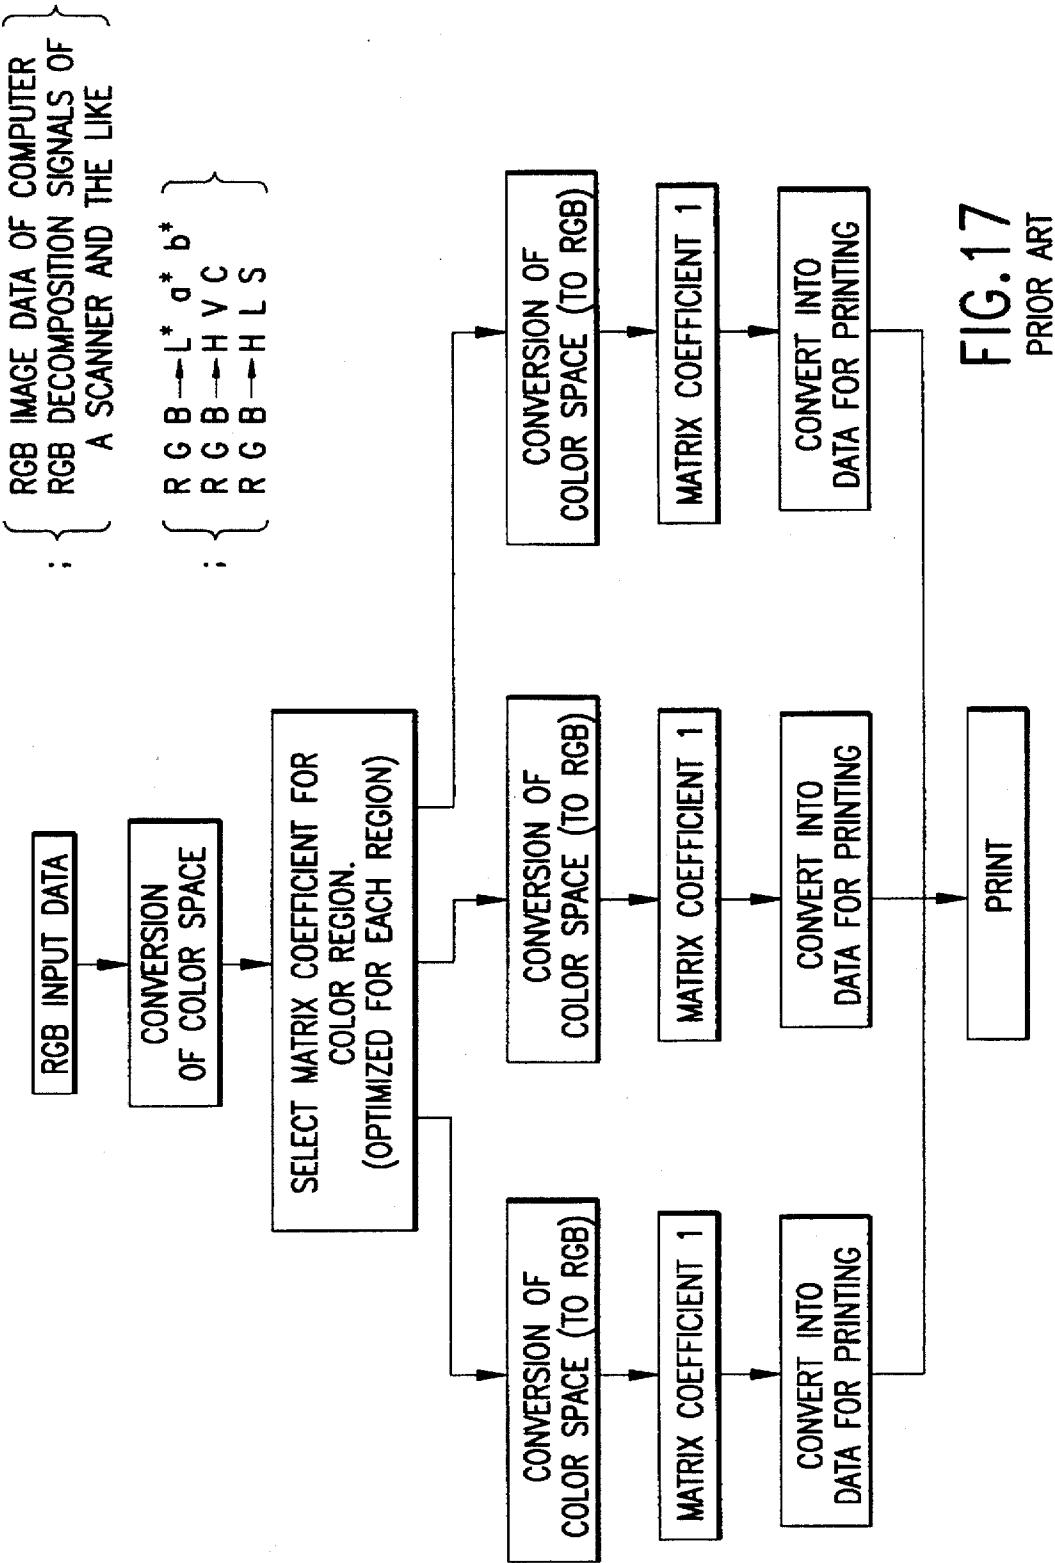 RGB INPUT DATA
; { RGB IMAGE DATA OF COMPUTER
RGB DECOMPOSITION SIGNALS OF
A SCANNER AND THE LIKE }
CONVERSION
OF COLOR SPACE
; { R G B→L* a* b*
R G B→H V C
R G B→H L S }
SELECT MATRIX COEFFICIENT FOR
COLOR REGION.
(OPTIMIZED FOR EACH REGION)
CONVERSION OF
COLOR SPACE (TO RGB)
MATRIX COEFFICIENT 1
CONVERT INTO
DATA FOR PRINTING
CONVERSION OF
COLOR SPACE (TO RGB)
MATRIX COEFFICIENT 1
CONVERT INTO
DATA FOR PRINTING
CONVERSION OF
COLOR SPACE (TO RGB)
MATRIX COEFFICIENT 1
CONVERT INTO
DATA FOR PRINTING
PRINT
FIG.17
PRIOR ART